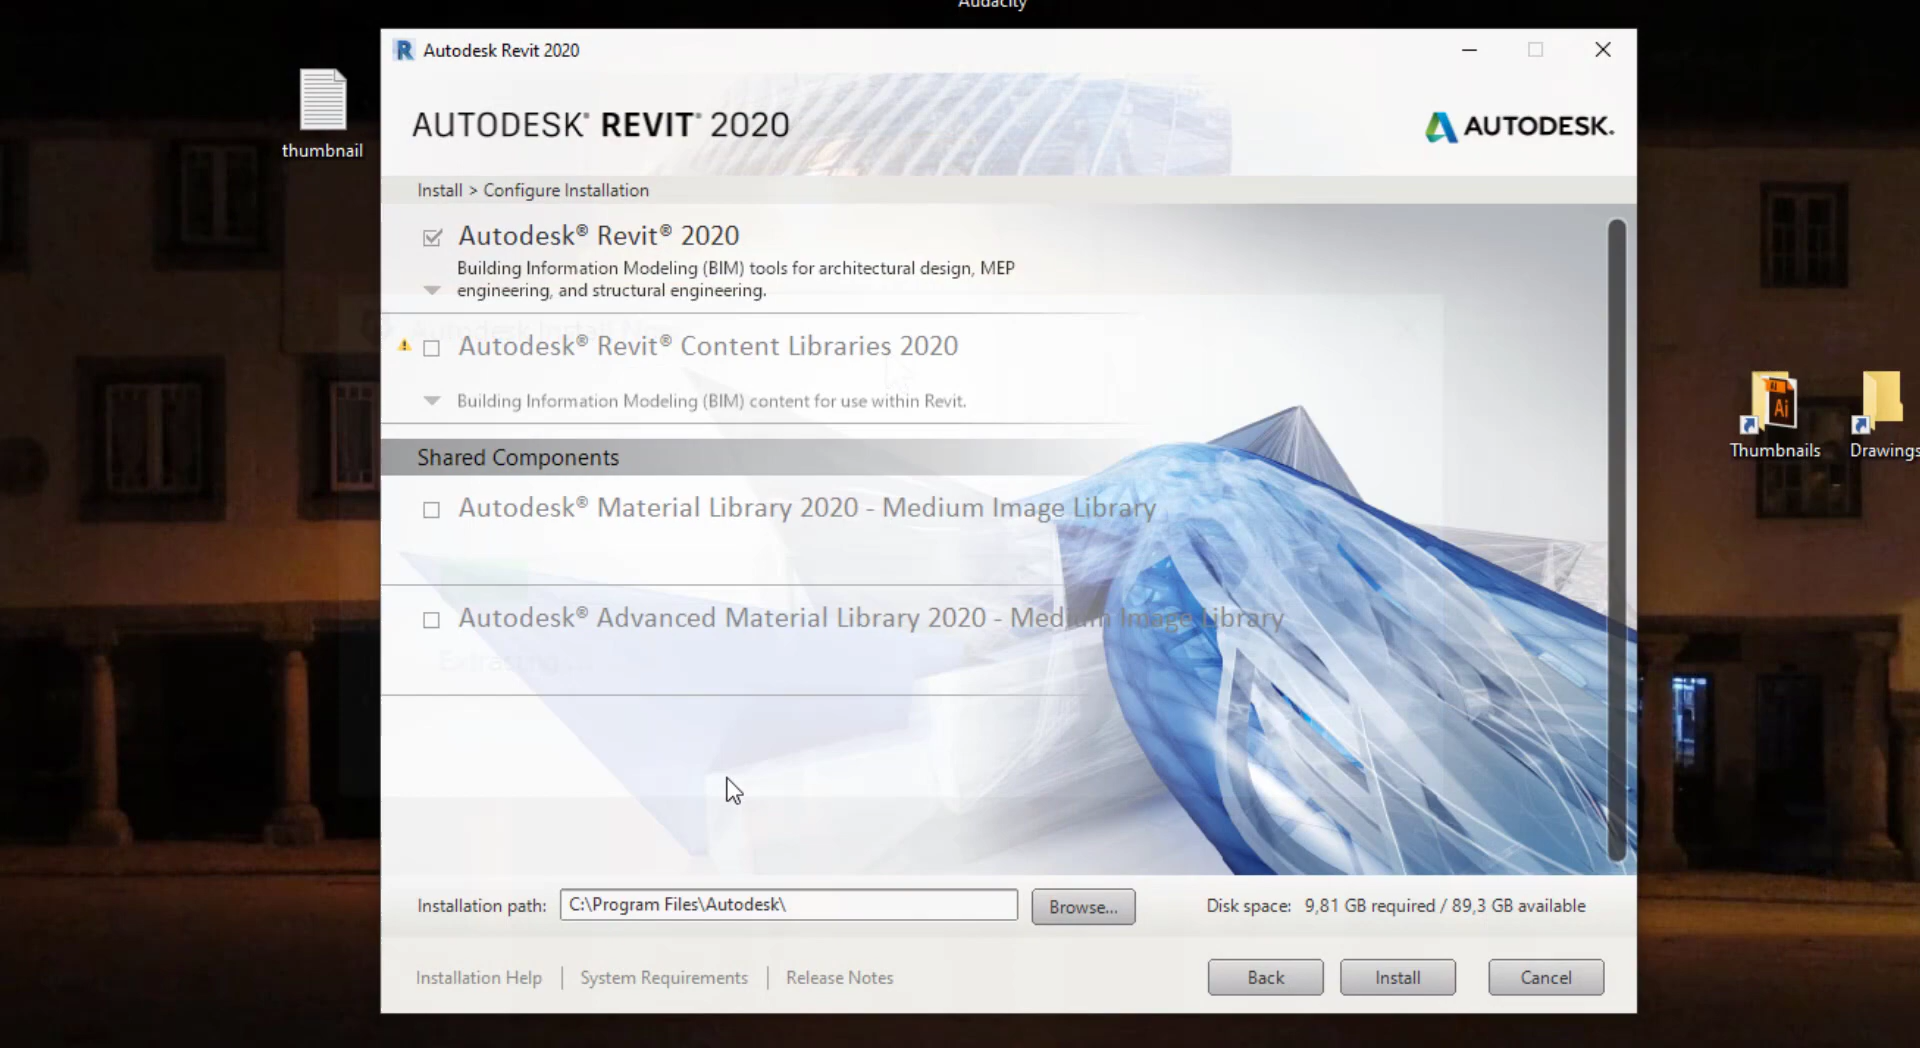 Audacity
Autodesk Revit 2020
thumbnail
AUTODESK® REVIT® 2020
AUTODESK.
Install > Configure Installation
Autodesk® Revit® 2020
Building Information Modeling (BIM) tools for architectural design, MEP
engineering, and structural engineering.
Autodesk Install Now
Autodesk® Revit® Content Libraries 2020
Building Information Modeling (BIM) content for use within Revit.
Thumbnails
Drawings
Shared Components
Autodesk® Material Library 2020 - Medium Image Library
Autodesk® Advanced Material Library 2020 - Medium Image Library
Extracting ...
Installation path:
C:\Program Files\Autodesk\
Browse...
Disk space: 9,81 GB required / 89,3 GB available
Installation Help
System Requirements
Release Notes
Back
Install
Cancel